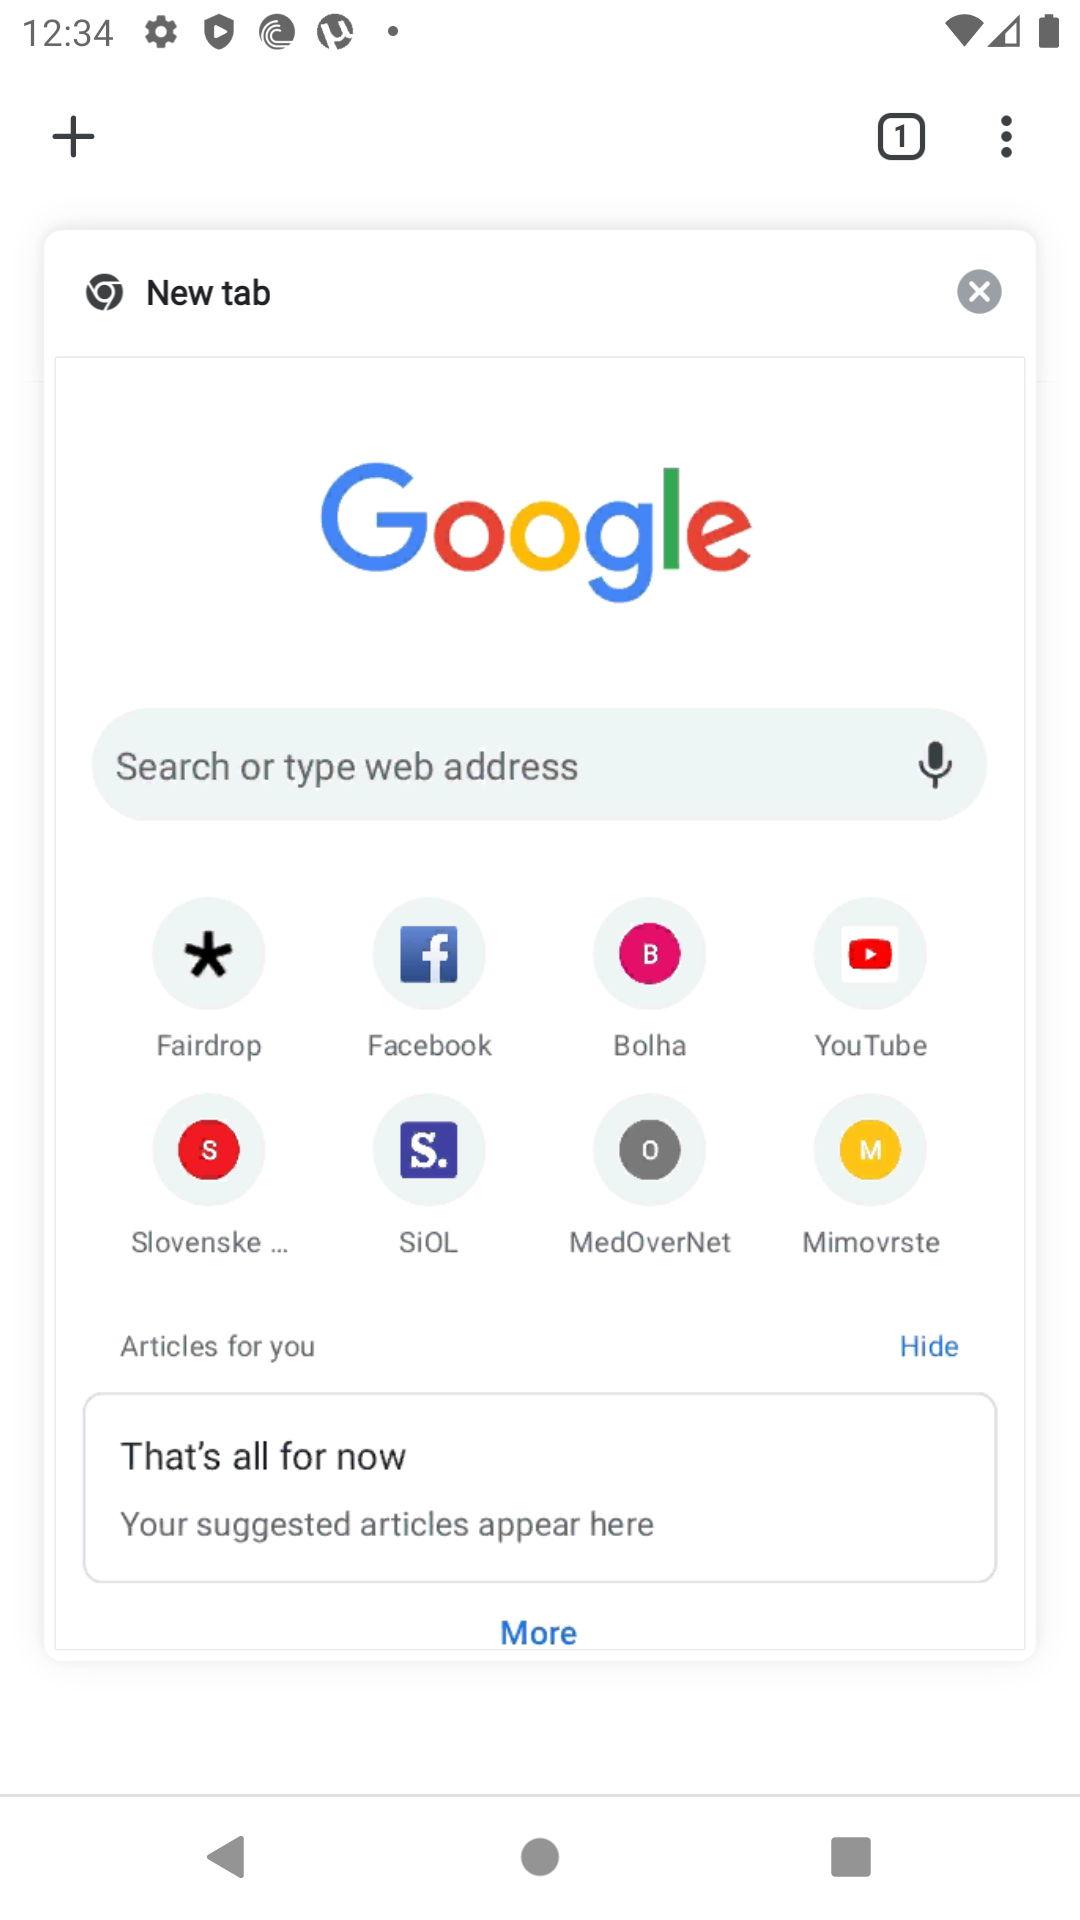 12:34
1
New tab
Google
Search or type web address
B
Fairdrop
Facebook
Bolha
YouTube
S
S.
O
M
Slovenske ...
SiOL
MedOverNet
Mimovrste
Articles for you
Hide
That's all for now
Your suggested articles appear here
More